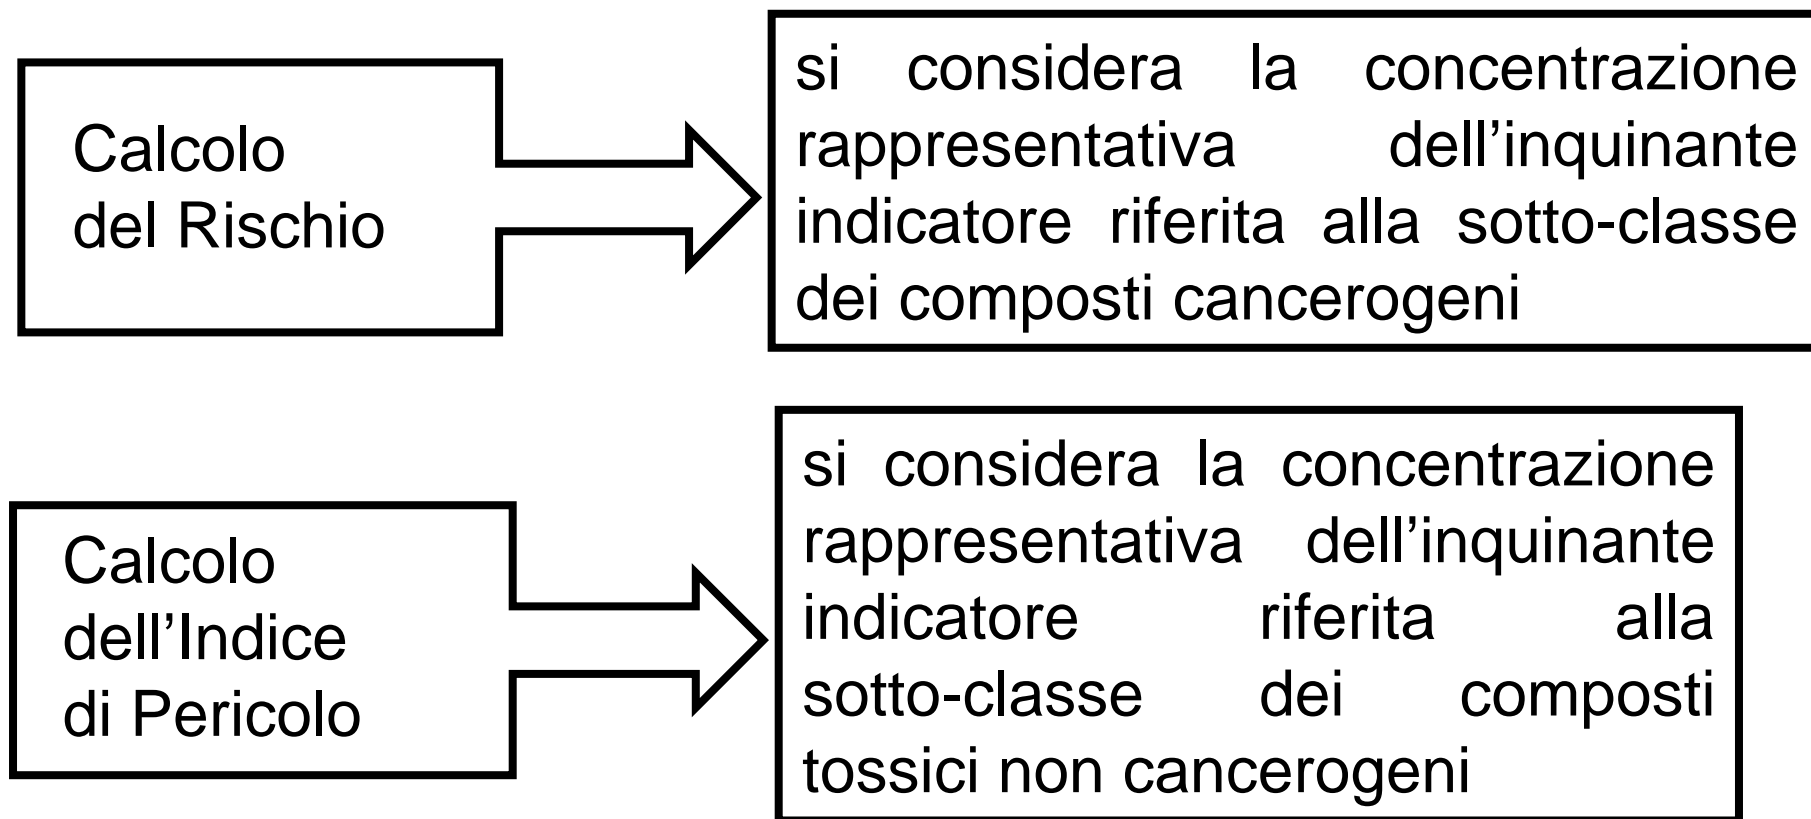 Calcolo
del Rischio
si considera la concentrazione
rappresentativa dell’inquinante
indicatore riferita alla sotto-classe
dei composti cancerogeni
Calcolo
dell’Indice
di Pericolo
si considera la concentrazione
rappresentativa dell’inquinante
indicatore riferita alla
sotto-classe dei composti
tossici non cancerogeni